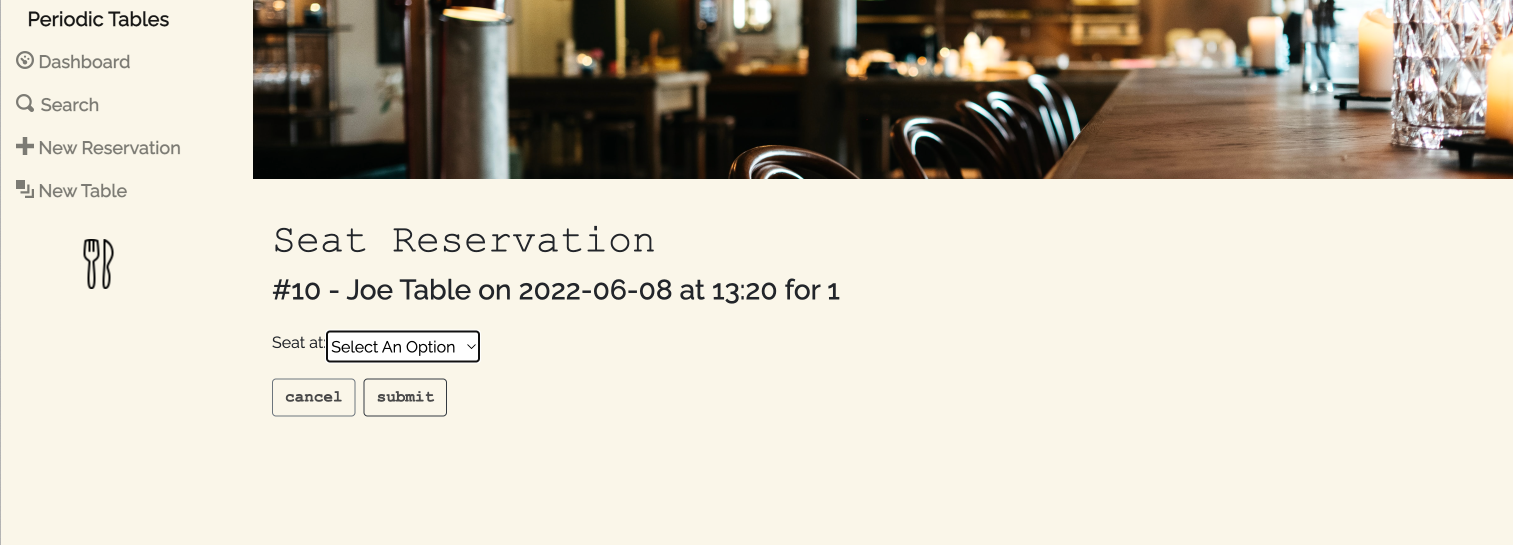 Periodic Tables
Dashboard
Search
New Reservation
New Table
Seat Reservation
#10 - Joe Table on 2022-06-08 at 13:20 for 1
Seat at: Select An Option
cancel submit